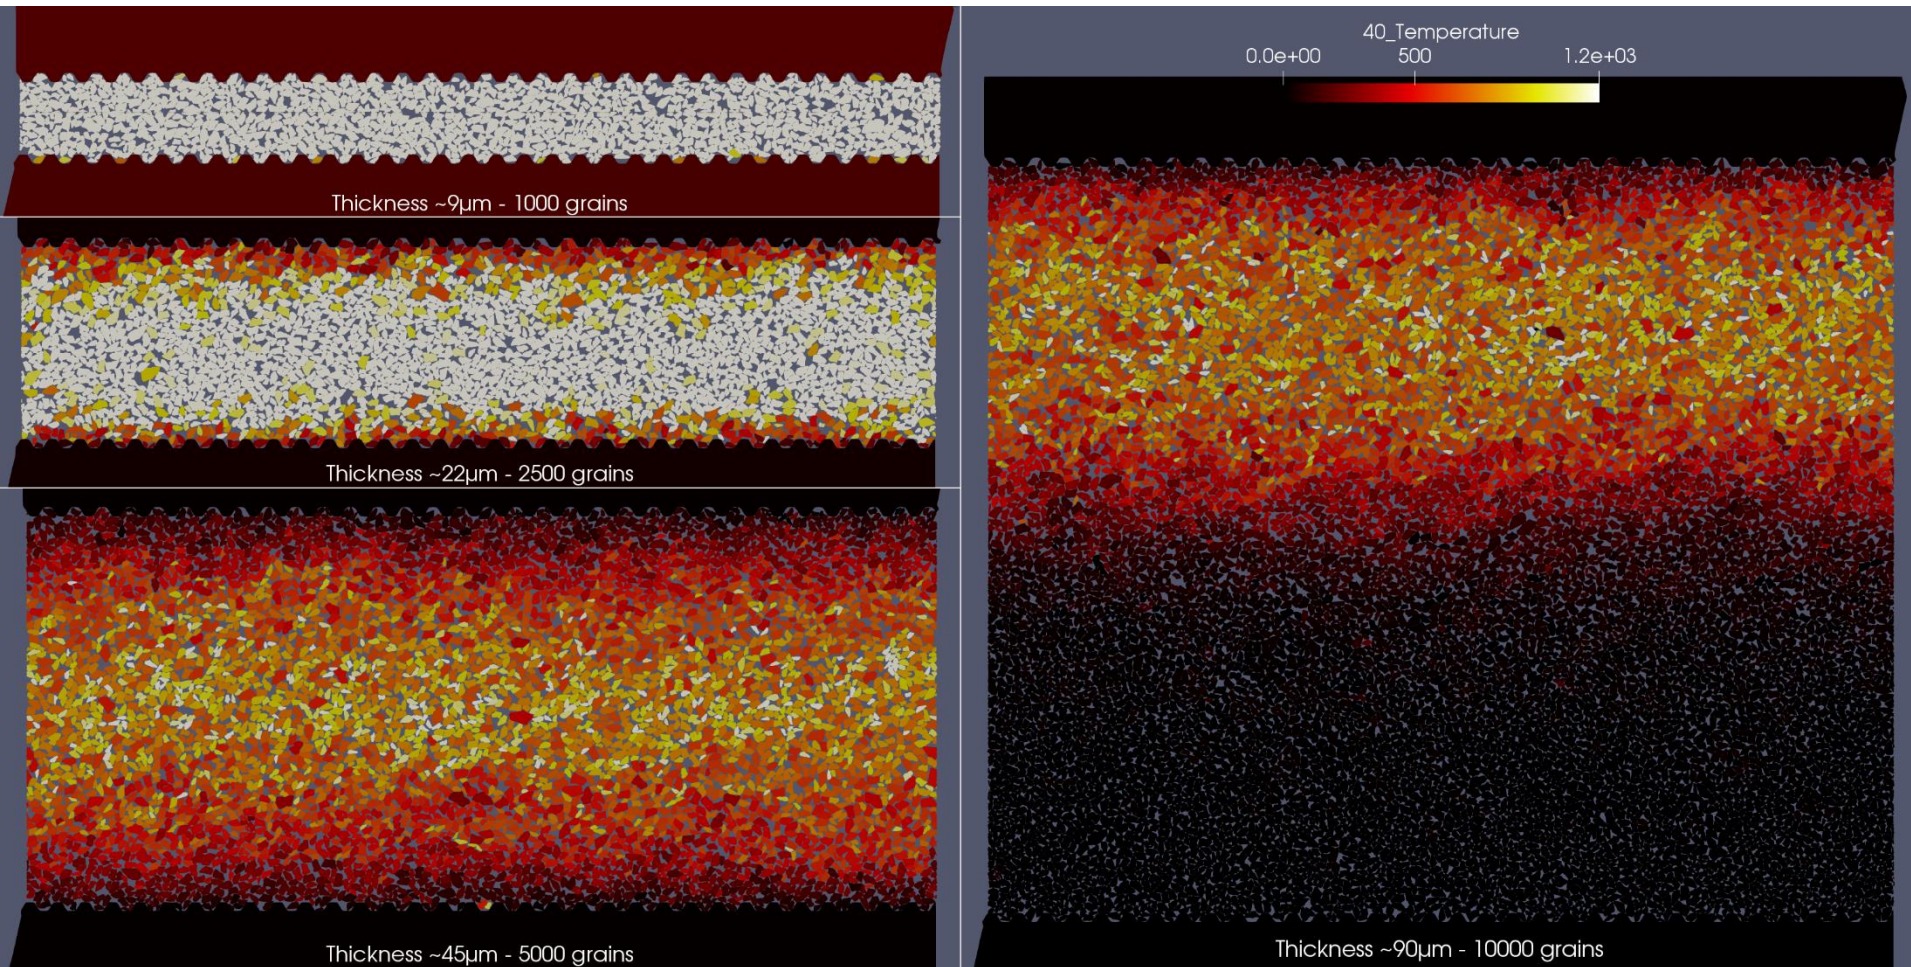 Thickness ~9μm - 1000 grains
Thickness ~22μm - 2500 grains
Thickness ~45μm - 5000 grains
40_Temperature
0.0e+00 500 1.2e+03
Thickness ~90μm - 10000 grains